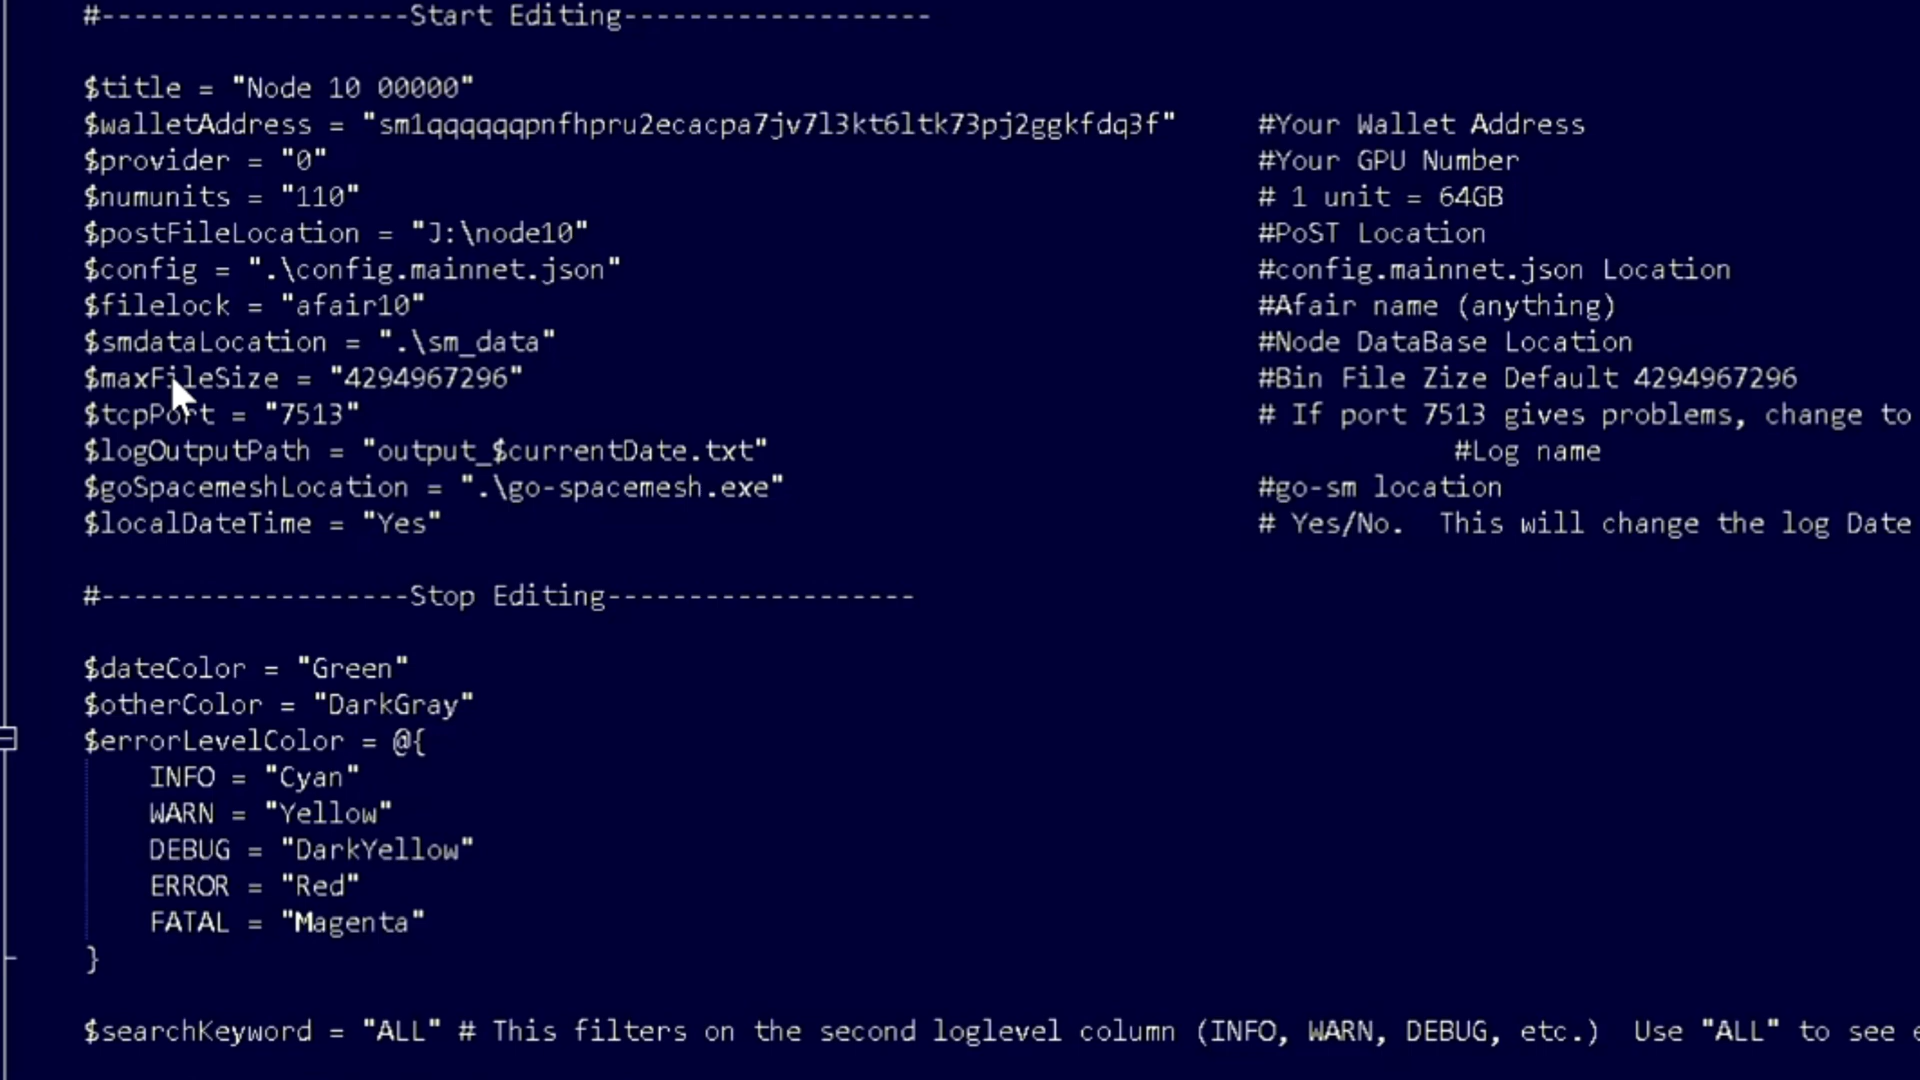 #-------------------Start Editing-------------------
$title = "Node 10 00000"
$walletAddress = "sm1qqqqqqpnfhpru2ecacpa7jv7l3kt6ltk73pj2ggkfdq3f" #Your Wallet Address
$provider = "0" #Your GPU Number
$numunits = "110" # 1 unit = 64GB
$postFileLocation = "J:\node10" #PoST Location
$config = ".\config.mainnet.json" #config.mainnet.json Location
$filelock = "afair10" #Afair name (anything)
$smdataLocation = ".\sm_data" #Node DataBase Location
$maxFileSize = "4294967296" #Bin File Zize Default 4294967296
$tcpPort = "7513" # If port 7513 gives problems, change to
$logOutputPath = "output_$currentDate.txt" #Log name
$goSpacemeshLocation = ".\go-spacemesh.exe" #go-sm location
$localDateTime = "Yes" # Yes/No. This will change the log Date
#-------------------Stop Editing-------------------
$dateColor = "Green"
$otherColor = "DarkGray"
$errorLevelColor = @{
INFO = "Cyan"
WARN = "Yellow"
DEBUG = "DarkYellow"
ERROR = "Red"
FATAL = "Magenta"
}
$searchKeyword = "ALL" # This filters on the second loglevel column (INFO, WARN, DEBUG, etc.) Use "ALL" to see